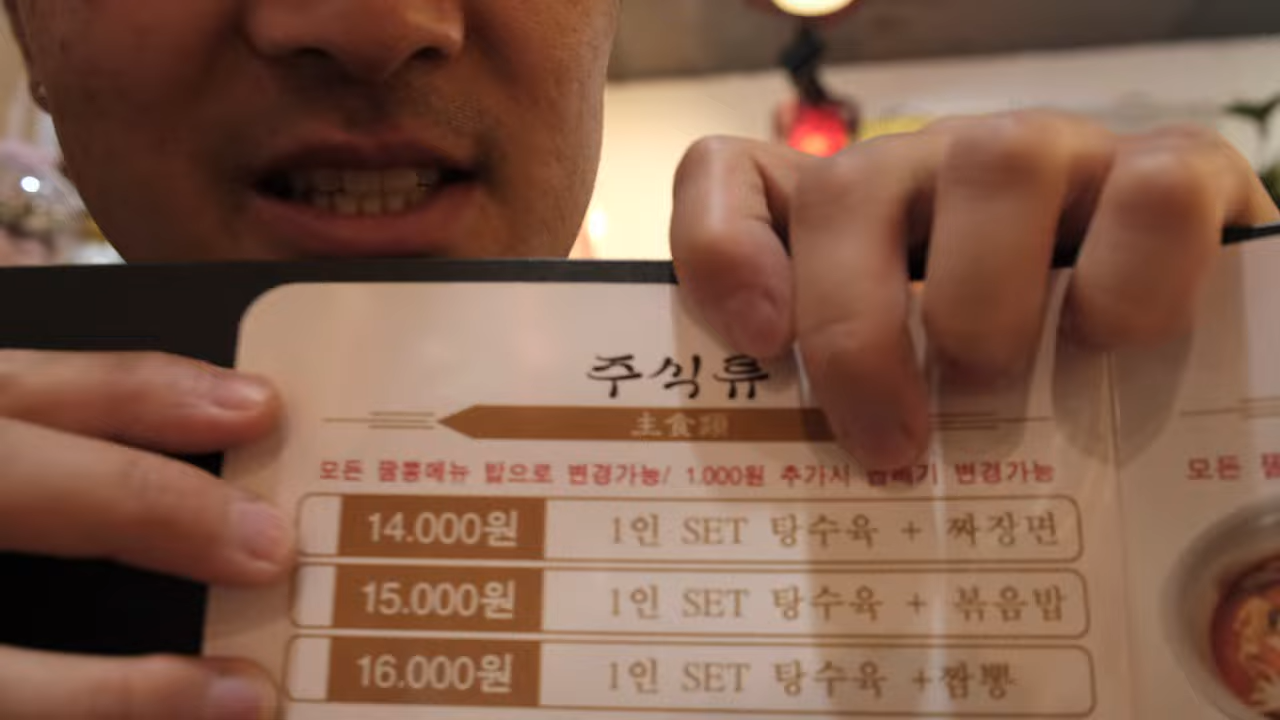 주식류
主食類
모든 짬뽕메뉴 밥으로 변경가능/ 1.000원 추가시 곱배기 변경가능
모든
14.000원 1인 SET 탕수육 + 짜장면
15.000원 1인 SET 탕수육 + 볶음밥
16.000원 1인 SET 탕수육 +짬뽕